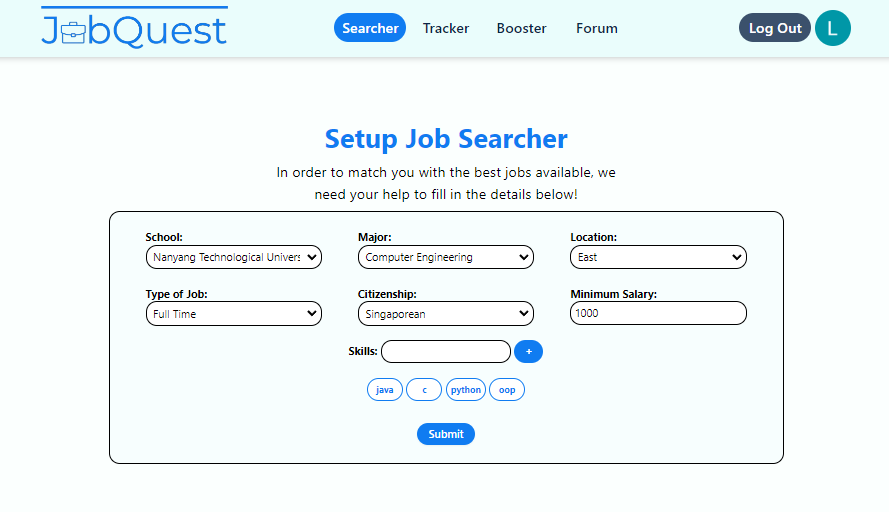 JobQuest
Searcher Tracker Booster Forum
Log Out L
Setup Job Searcher
In order to match you with the best jobs available, we
need your help to fill in the details below!
School: Major: Location:
Nanyang Technological Univers Computer Engineering East
Type of Job: Citizenship: Minimum Salary:
Full Time Singaporean 1000
Skills: +
java c python oop
Submit